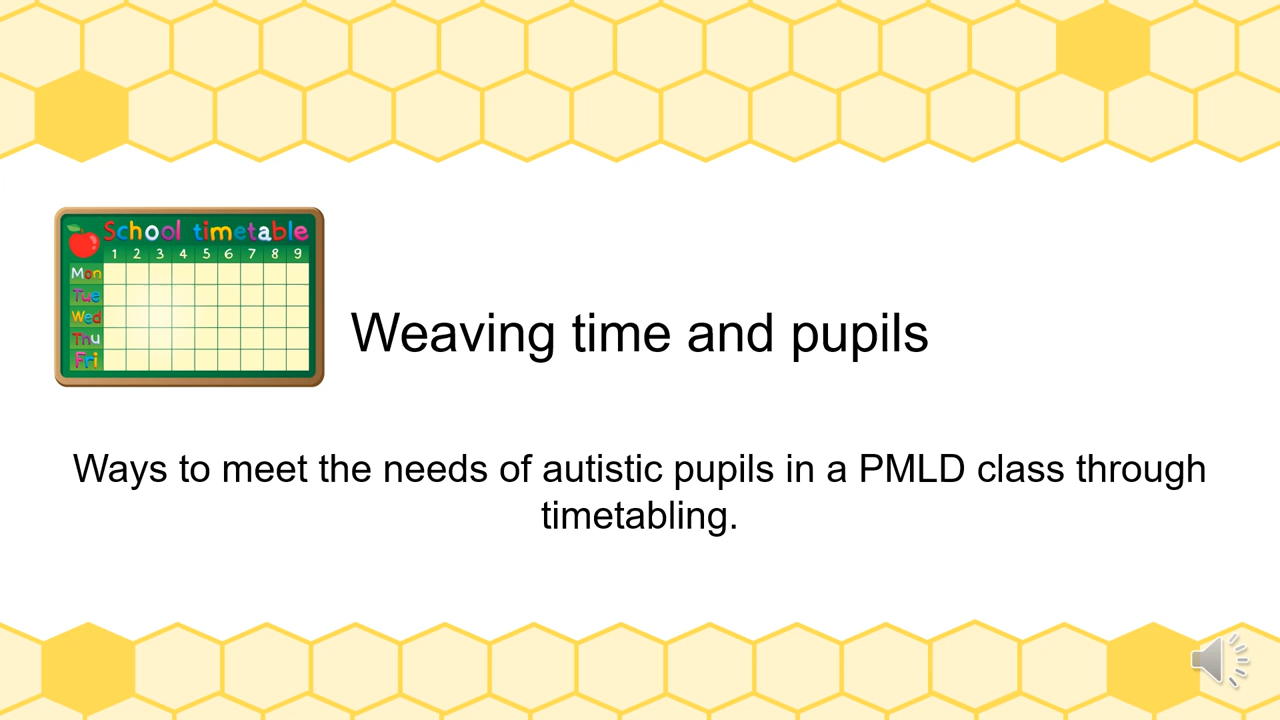 School timetable
1 2 3 4 5 6 7 8 9
Mon
Tue
Wed
Thu
Fri
Weaving time and pupils
Ways to meet the needs of autistic pupils in a PMLD class through
timetabling.